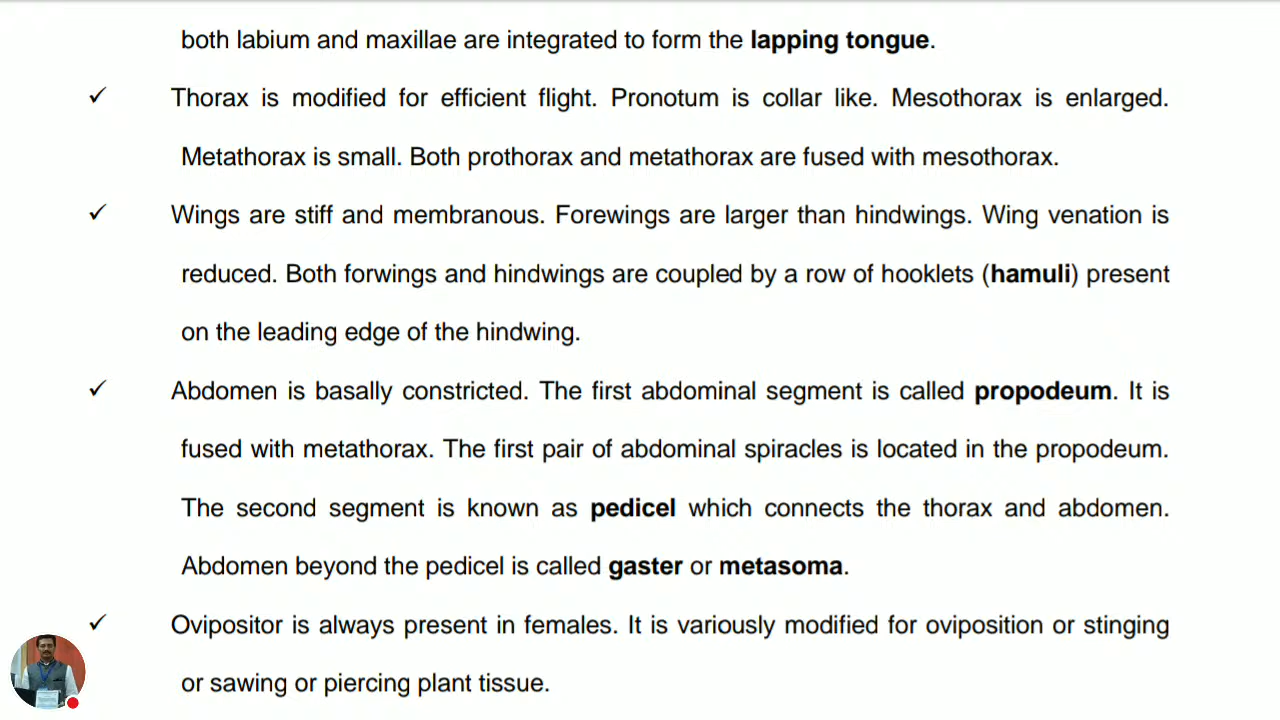 both labium and maxillae are integrated to form the lapping tongue.
✓ Thorax is modified for efficient flight. Pronotum is collar like. Mesothorax is enlarged.
Metathorax is small. Both prothorax and metathorax are fused with mesothorax.
✓ Wings are stiff and membranous. Forewings are larger than hindwings. Wing venation is
reduced. Both forwings and hindwings are coupled by a row of hooklets (hamuli) present
on the leading edge of the hindwing.
✓ Abdomen is basally constricted. The first abdominal segment is called propodeum. It is
fused with metathorax. The first pair of abdominal spiracles is located in the propodeum.
The second segment is known as pedicel which connects the thorax and abdomen.
Abdomen beyond the pedicel is called gaster or metasoma.
✓ Ovipositor is always present in females. It is variously modified for oviposition or stinging
or sawing or piercing plant tissue.